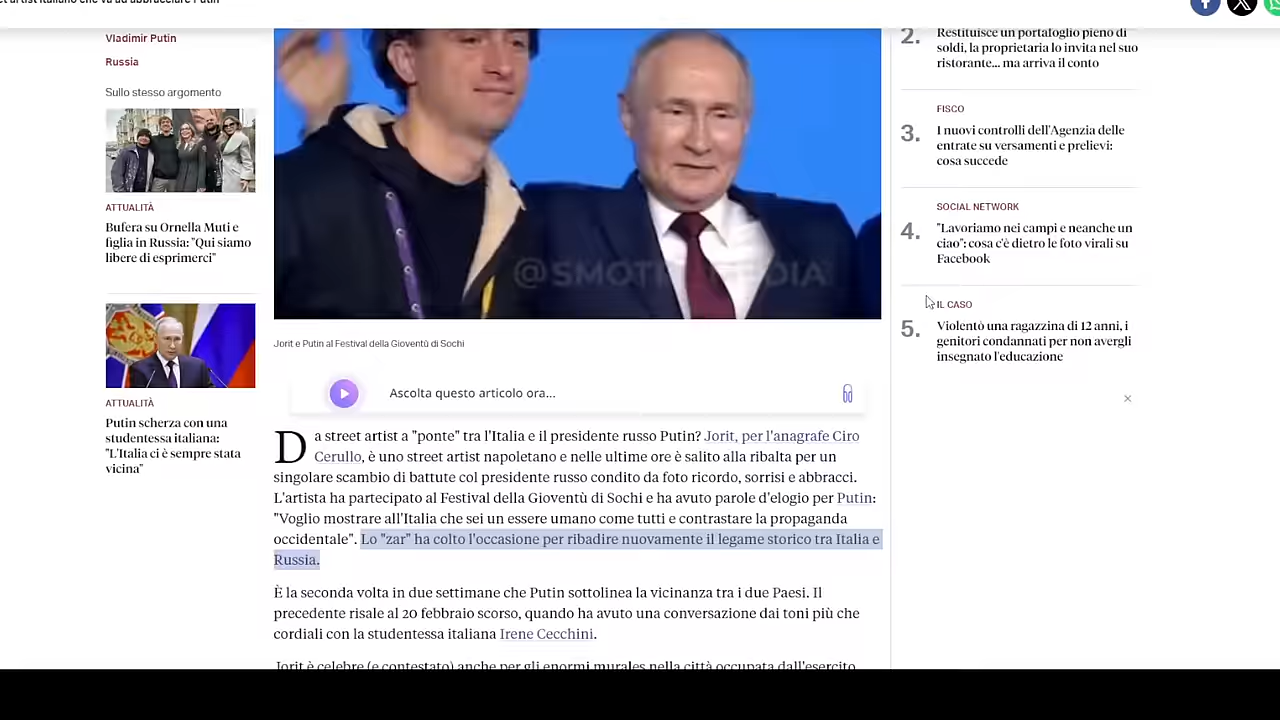 et artist italiano che va ad abbracciare Putin
Vladimir Putin
Russia
Sullo stesso argomento
ATTUALITÀ
Bufera su Ornella Muti e
figlia in Russia: "Qui siamo
libere di esprimerci"
ATTUALITÀ
Putin scherza con una
studentessa italiana:
"L'Italia ci è sempre stata
vicina"
Jorit e Putin al Festival della Gioventù di Sochi
Ascolta questo articolo ora...
Da street artist a "ponte" tra l'Italia e il presidente russo Putin? Jorit, per l'anagrafe Ciro
Cerullo, è uno street artist napoletano e nelle ultime ore è salito alla ribalta per un
singolare scambio di battute col presidente russo condito da foto ricordo, sorrisi e abbracci.
L'artista ha partecipato al Festival della Gioventù di Sochi e ha avuto parole d'elogio per Putin:
"Voglio mostrare all'Italia che sei un essere umano come tutti e contrastare la propaganda
occidentale". Lo "zar" ha colto l'occasione per ribadire nuovamente il legame storico tra Italia e
Russia.
È la seconda volta in due settimane che Putin sottolinea la vicinanza tra i due Paesi. Il
precedente risale al 20 febbraio scorso, quando ha avuto una conversazione dai toni più che
cordiali con la studentessa italiana Irene Cecchini.
Jorit è celebre (e contestato) anche per gli enormi murales nella città occupata dall'esercito
2. Restituisce un portafoglio pieno di
soldi, la proprietaria lo invita nel suo
ristorante... ma arriva il conto
FISCO
3. I nuovi controlli dell'Agenzia delle
entrate su versamenti e prelievi:
cosa succede
SOCIAL NETWORK
4. "Lavoriamo nei campi e neanche un
ciao": cosa c'è dietro le foto virali su
Facebook
IL CASO
5. Violentò una ragazzina di 12 anni, i
genitori condannati per non avergli
insegnato l'educazione